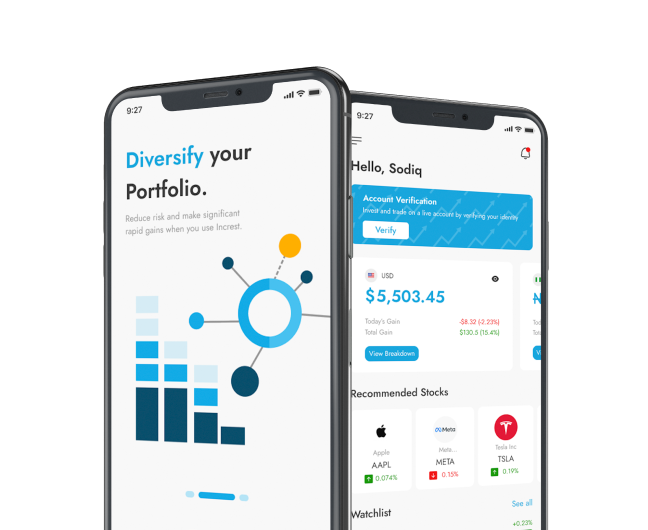 9:27
Diversify your
Portfolio.
Reduce risk and make significant
rapid gains when you use Increst.
9:27
Hello, Sodiq
Account Verification
Invest and trade on a live account by verifying your identity
Verify
USD
$5,503.45
Today's Gain -$8.32 (-2.23%)
Total Gain $130.5 (15.4%)
View Breakdown
Recommended Stocks
Meta
Apple Meta... Tesla Inc
AAPL META TSLA
0.074% 0.15% 0.19%
Watchlist See all
+0.23%